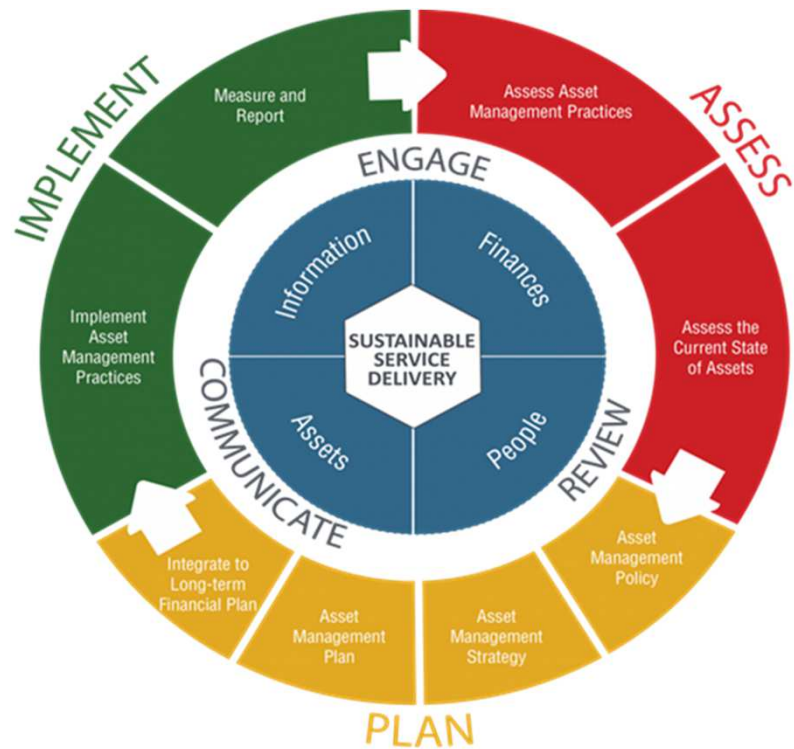 IMPLEMENT
Measure and
Report
Assess Asset
Management Practices
ASSESS
ENGAGE
Information
Finances
Implement
Asset
Management
Practices
SUSTAINABLE
SERVICE
DELIVERY
Assess the
Current State
of Assets
COMMUNICATE
Assets
People
REVIEW
Integrate to
Long-term
Financial Plan
Asset
Management
Plan
Asset
Management
Strategy
Asset
Management
Policy
PLAN